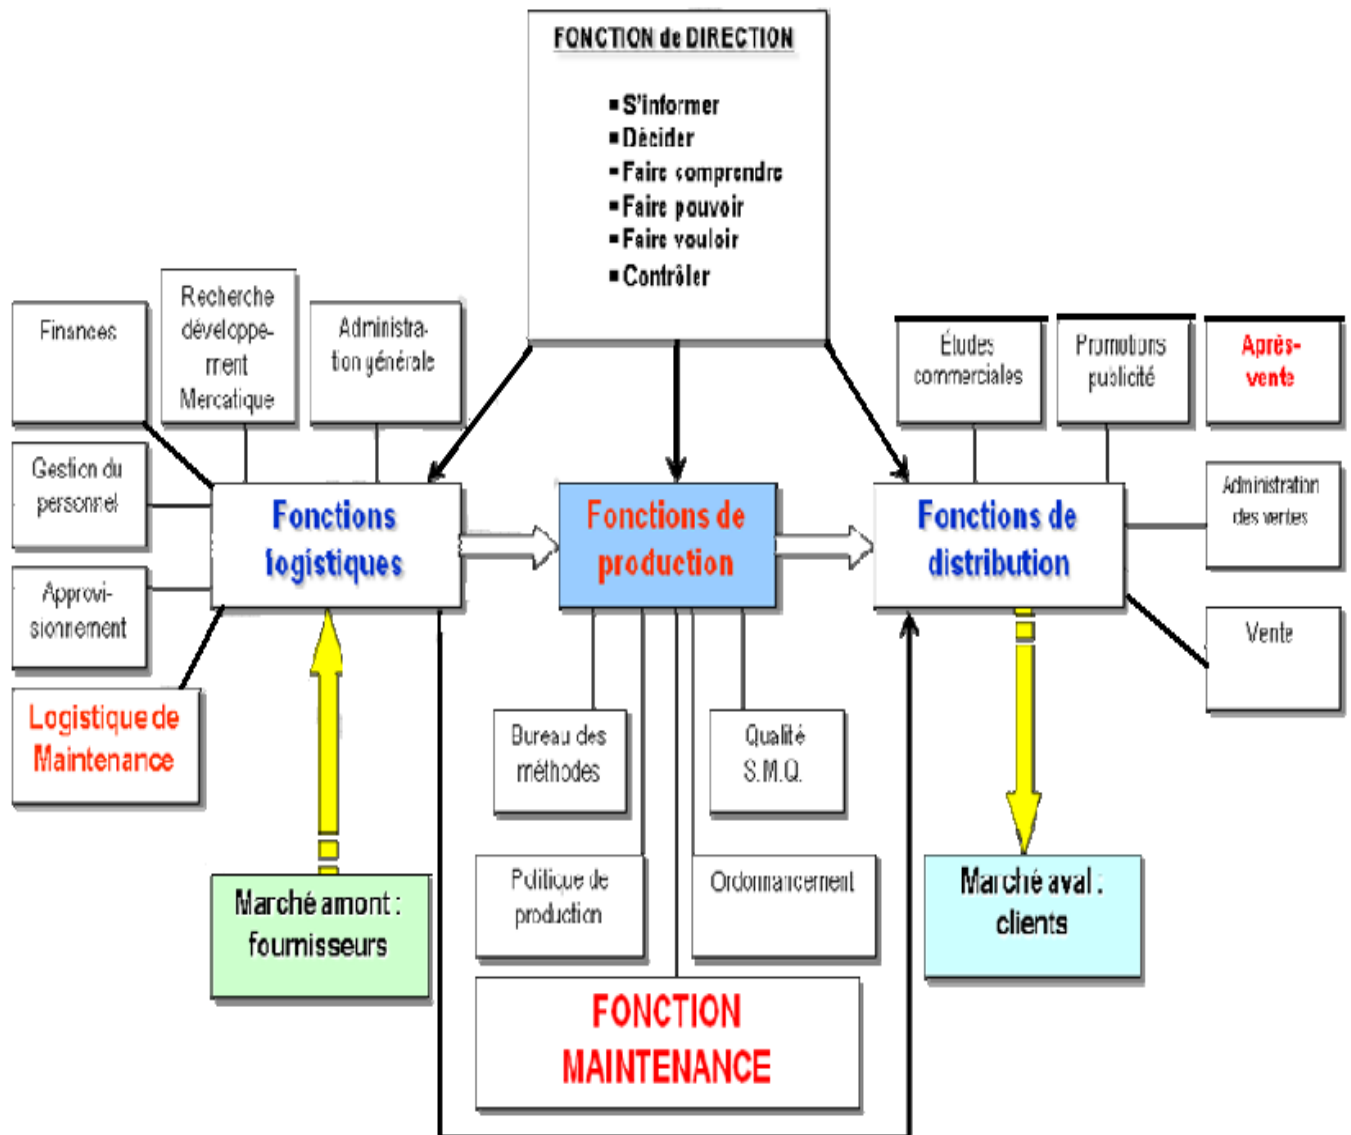 FONCTION de DIRECTION
▪ S'informer
▪ Décider
▪ Faire comprendre
▪ Faire pouvoir
▪ Faire vouloir
▪ Contrôler
Finances
Recherche
développe-
ment
Mercatique
Administra-
tion générale
Études
commerciales
Promotions
publicité
Après-
vente
Gestion du
personnel
Approvi-
sionnement
Logistique de
Maintenance
Fonctions
logistiques
Fonctions de
production
Fonctions de
distribution
Administration
des ventes
Vente
Bureau des
méthodes
Qualité
S.M.Q.
Politique de
production
Ordonnancement
Marché amont :
fournisseurs
Marché aval :
clients
FONCTION
MAINTENANCE